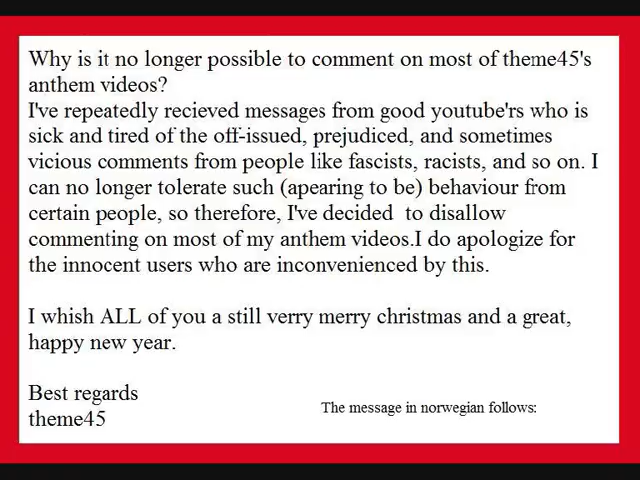 Why is it no longer possible to comment on most of theme45's
anthem videos?
I've repeatedly recieved messages from good youtube'rs who is
sick and tired of the off-issued, prejudiced, and sometimes
vicious comments from people like fascists, racists, and so on. I
can no longer tolerate such (apearing to be) behaviour from
certain people, so therefore, I've decided  to disallow
commenting on most of my anthem videos.I do apologize for
the innocent users who are inconvenienced by this.

I whish ALL of you a still verry merry christmas and a great,
happy new year.

Best regards
theme45
The message in norwegian follows: